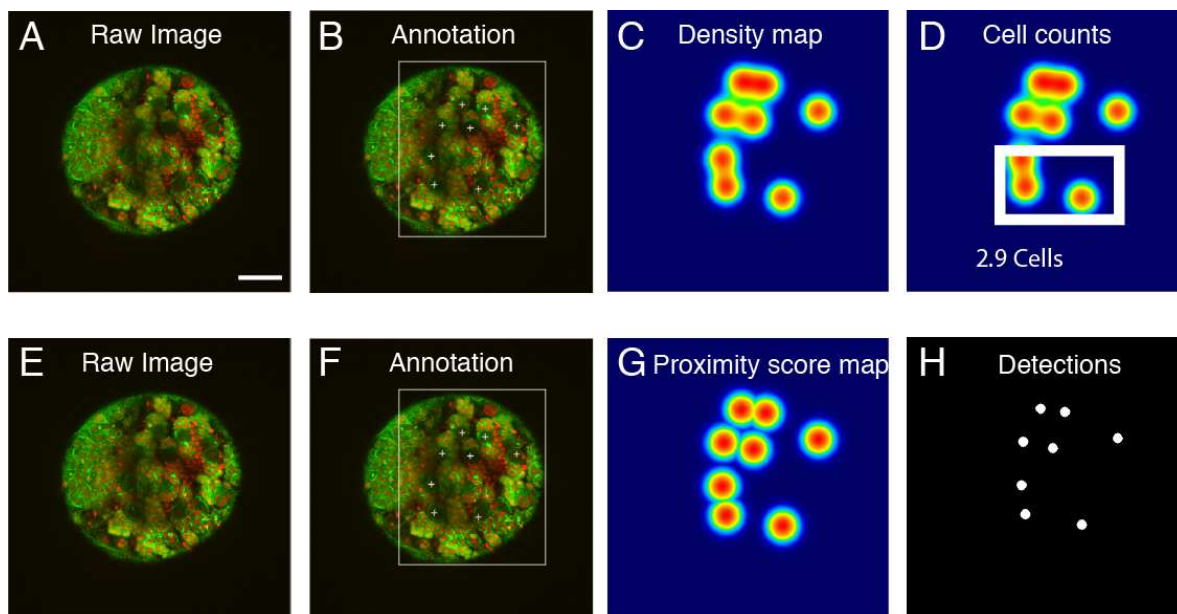 A Raw Image
B Annotation
C Density map
D Cell counts
2.9 Cells
E Raw Image
F Annotation
G Proximity score map
H Detections